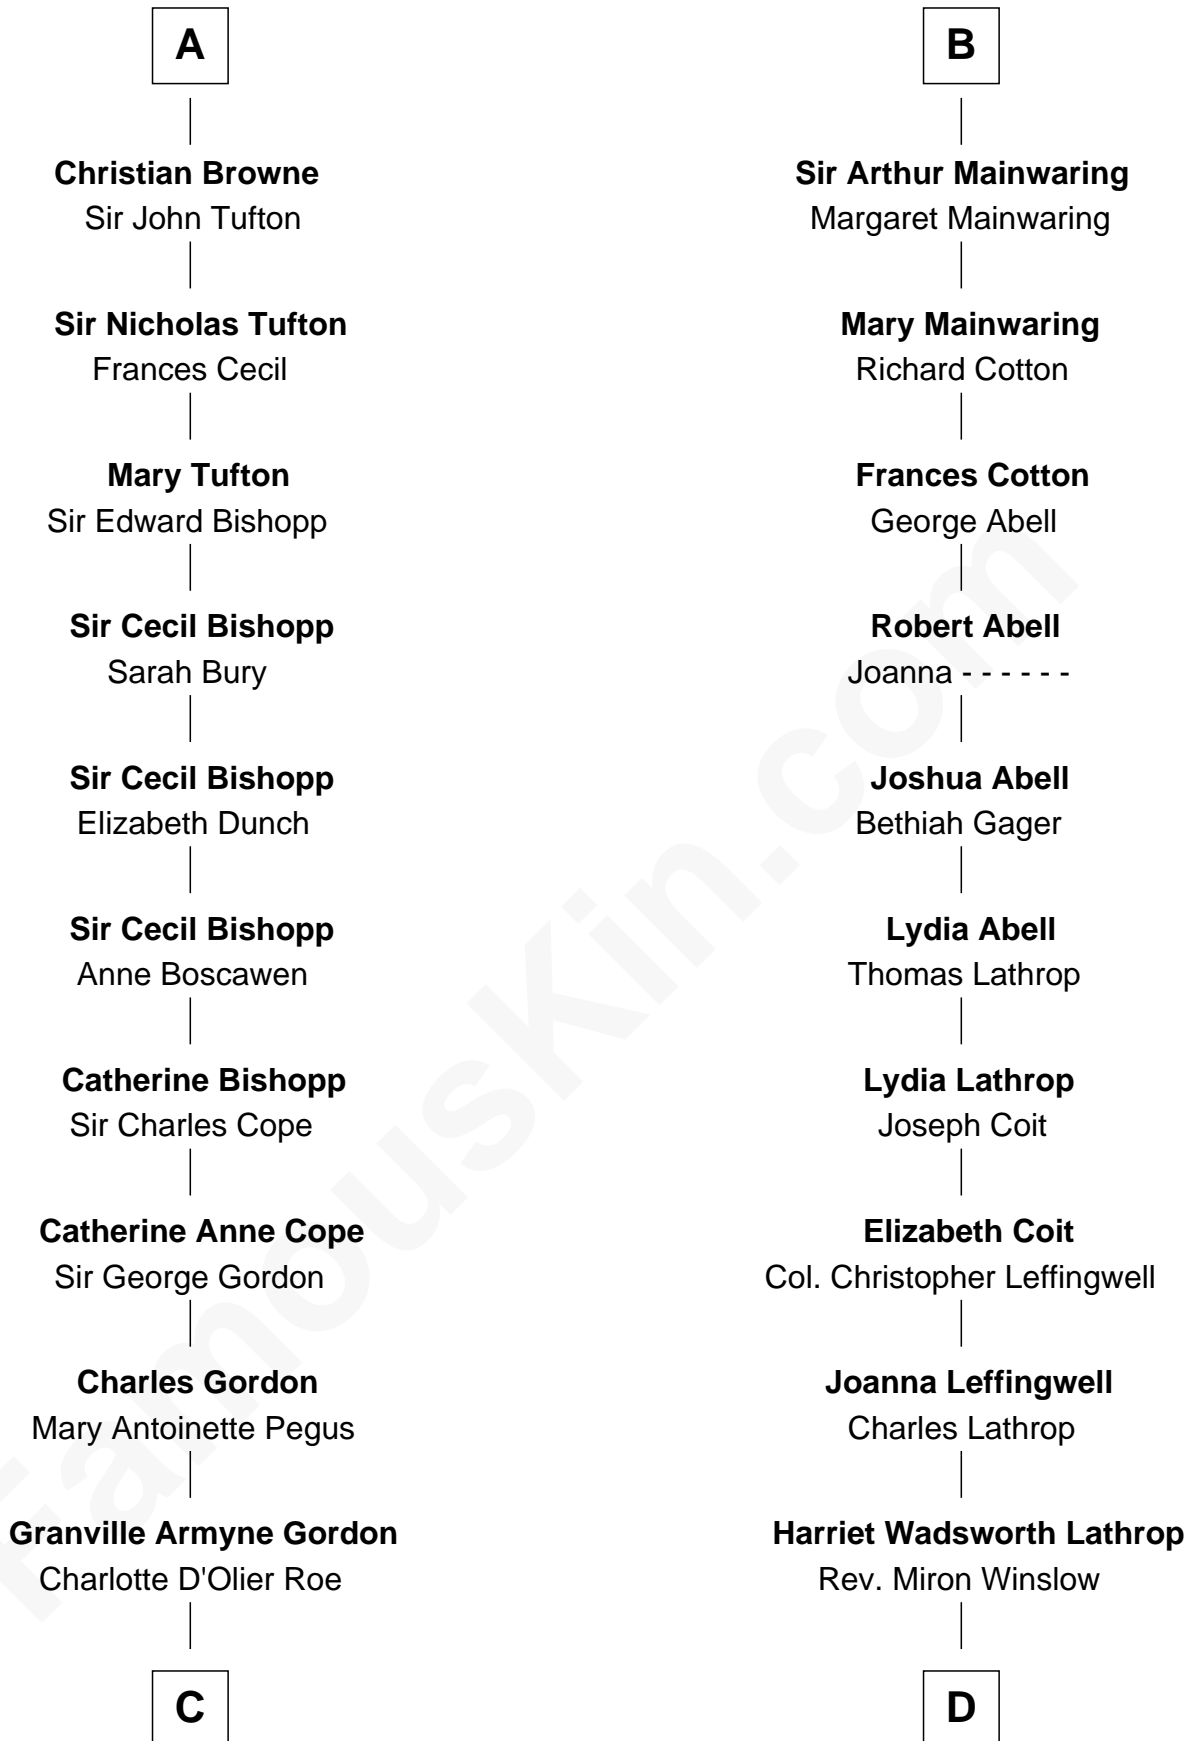 A
Christian Browne
Sir John Tufton
Sir Nicholas Tufton
Frances Cecil
Mary Tufton
Sir Edward Bishopp
Sir Cecil Bishopp
Sarah Bury
Sir Cecil Bishopp
Elizabeth Dunch
Sir Cecil Bishopp
Anne Boscawen
Catherine Bishopp
Sir Charles Cope
Catherine Anne Cope
Sir George Gordon
Charles Gordon
Mary Antoinette Pegus
Granville Armyne Gordon
Charlotte D'Olier Roe
C
B
Sir Arthur Mainwaring
Margaret Mainwaring
Mary Mainwaring
Richard Cotton
Frances Cotton
George Abell
Robert Abell
Joanna - - - - - -
Joshua Abell
Bethiah Gager
Lydia Abell
Thomas Lathrop
Lydia Lathrop
Joseph Coit
Elizabeth Coit
Col. Christopher Leffingwell
Joanna Leffingwell
Charles Lathrop
Harriet Wadsworth Lathrop
Rev. Miron Winslow
D
FamousKin.com